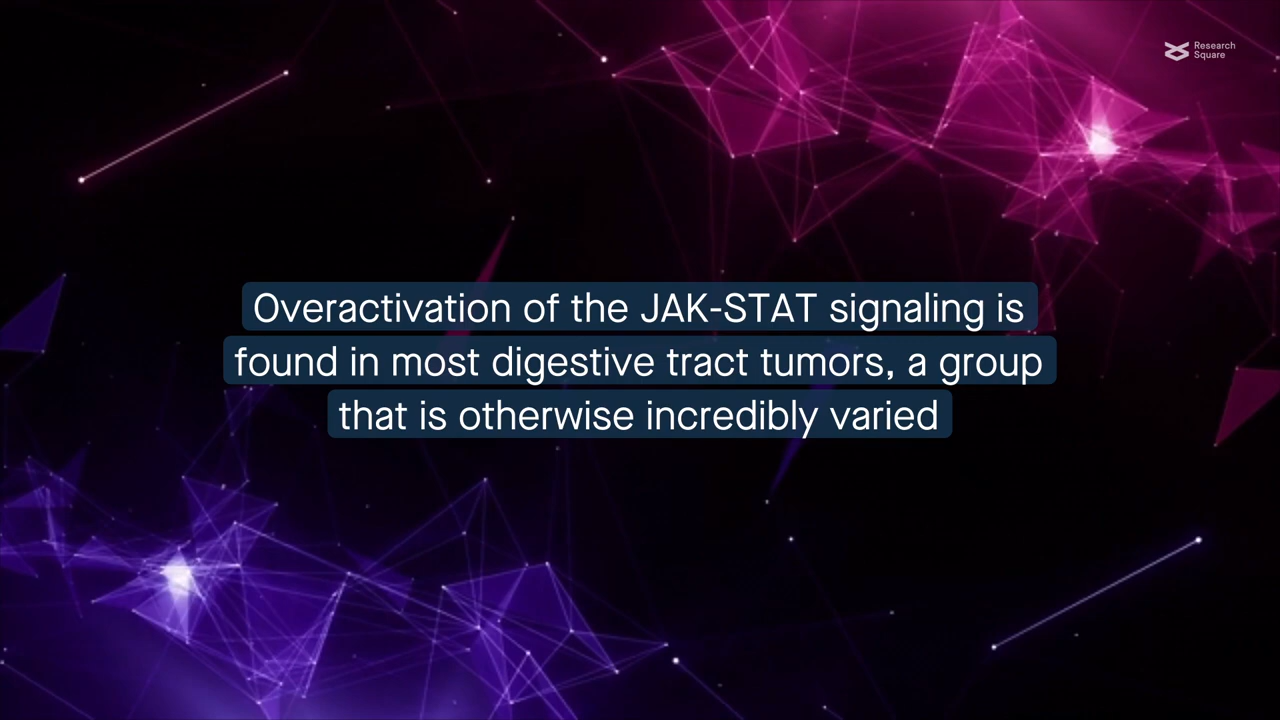 Research
Square
Overactivation of the JAK-STAT signaling is
found in most digestive tract tumors, a group
that is otherwise incredibly varied